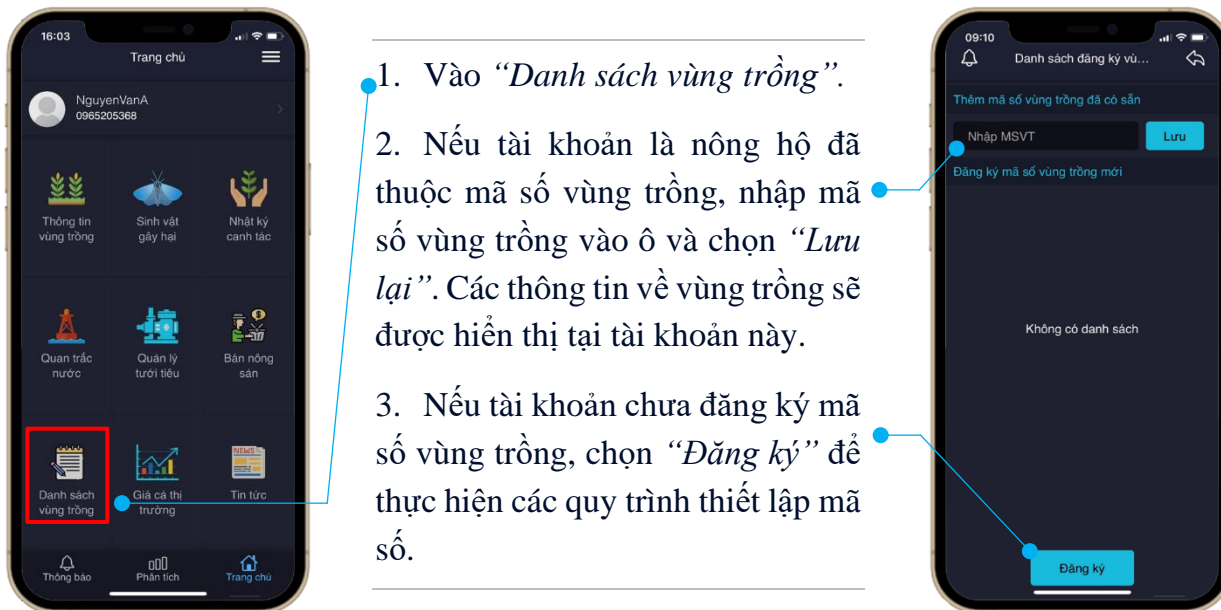 16:03
Trang chủ
NguyenVanA
0965205368
Thông tin
vùng trồng
Sinh vật
gây hại
Nhật ký
canh tác
Quan trắc
nước
Quản lý
tưới tiêu
Bán nông
sản
Danh sách
vùng trồng
Giá cả thị
trường
NEWS
Tin tức
Thông báo
Phân tích
Trang chủ
1. Vào “Danh sách vùng trồng”.
2. Nếu tài khoản là nông hộ đã
thuộc mã số vùng trồng, nhập mã
số vùng trồng vào ô và chọn “Lưu
lại”. Các thông tin về vùng trồng sẽ
được hiển thị tại tài khoản này.
3. Nếu tài khoản chưa đăng ký mã
số vùng trồng, chọn “Đăng ký” để
thực hiện các quy trình thiết lập mã
số.
09:10
Danh sách đăng ký vù...
Thêm mã số vùng trồng đã có sẵn
Nhập MSVT
Lưu
Đăng ký mã số vùng trồng mới
Không có danh sách
Đăng ký